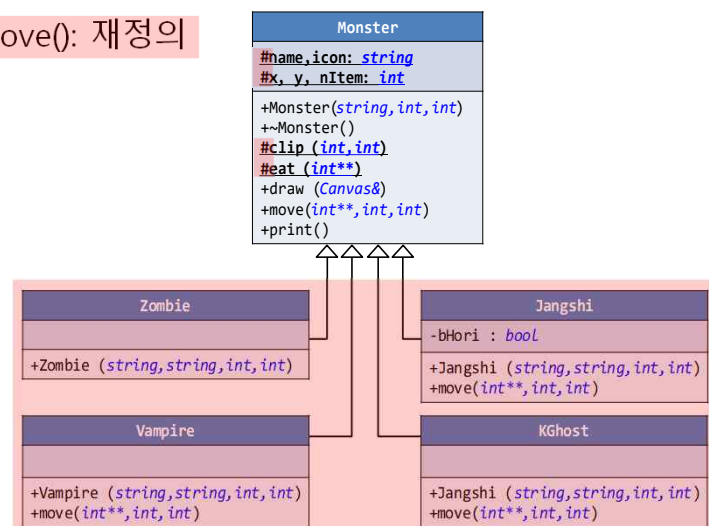 ove(): 재정의
Monster
#name,icon: string
#x, y, nItem: int
+Monster(string,int,int)
+~Monster()
#clip (int,int)
#eat (int**)
+draw (Canvas&)
+move(int**,int,int)
+print()
Zombie
+Zombie (string,string,int,int)
Jangshi
-bHori : bool
+Jangshi (string,string,int,int)
+move(int**,int,int)
Vampire
+Vampire (string,string,int,int)
+move(int**,int,int)
KGhost
+Jangshi (string,string,int,int)
+move(int**,int,int)